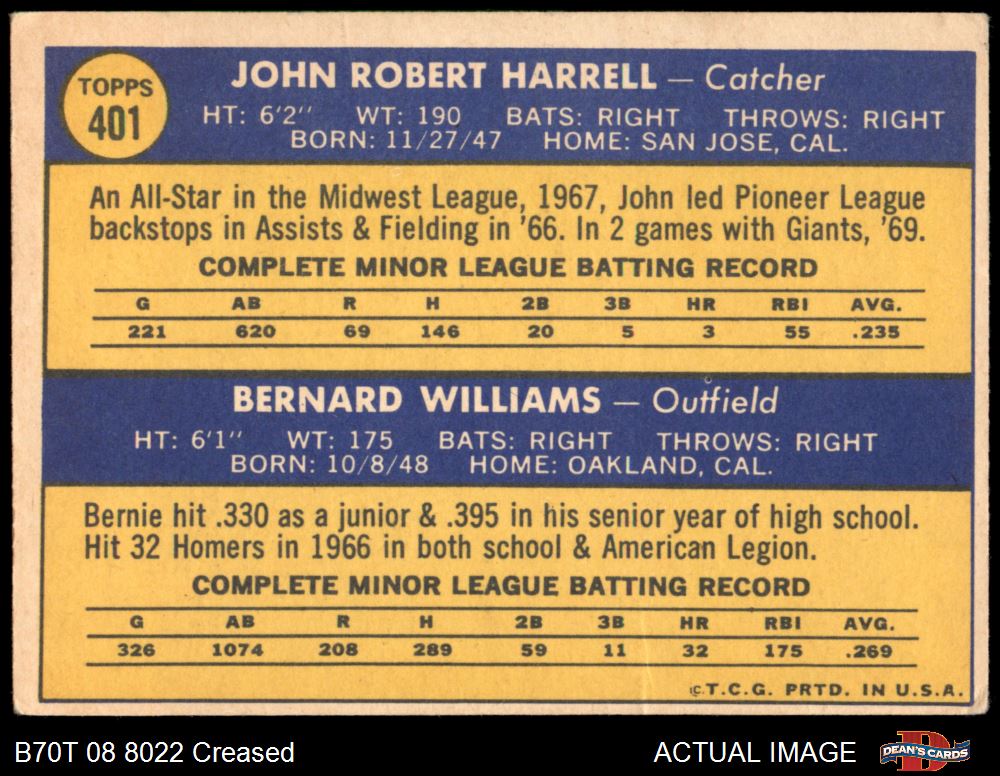 TOPPS
401
JOHN ROBERT HARRELL — Catcher
HT: 6'2" WT: 190 BATS: RIGHT THROWS: RIGHT
BORN: 11/27/47 HOME: SAN JOSE, CAL.
An All-Star in the Midwest League, 1967, John led Pioneer League
backstops in Assists & Fielding in '66. In 2 games with Giants, '69.
COMPLETE MINOR LEAGUE BATTING RECORD
G AB R H 2B 3B HR RBI AVG.
221 620 69 146 20 5 3 55 .235
BERNARD WILLIAMS — Outfield
HT: 6'1" WT: 175 BATS: RIGHT THROWS: RIGHT
BORN: 10/8/48 HOME: OAKLAND, CAL.
Bernie hit .330 as a junior & .395 in his senior year of high school.
Hit 32 Homers in 1966 in both school & American Legion.
COMPLETE MINOR LEAGUE BATTING RECORD
G AB R H 2B 3B HR RBI AVG.
326 1074 208 289 59 11 32 175 .269
©T.C.G. PRTD. IN U.S.A.
B70T 08 8022 Creased
ACTUAL IMAGE
D
DEAN'S CARDS